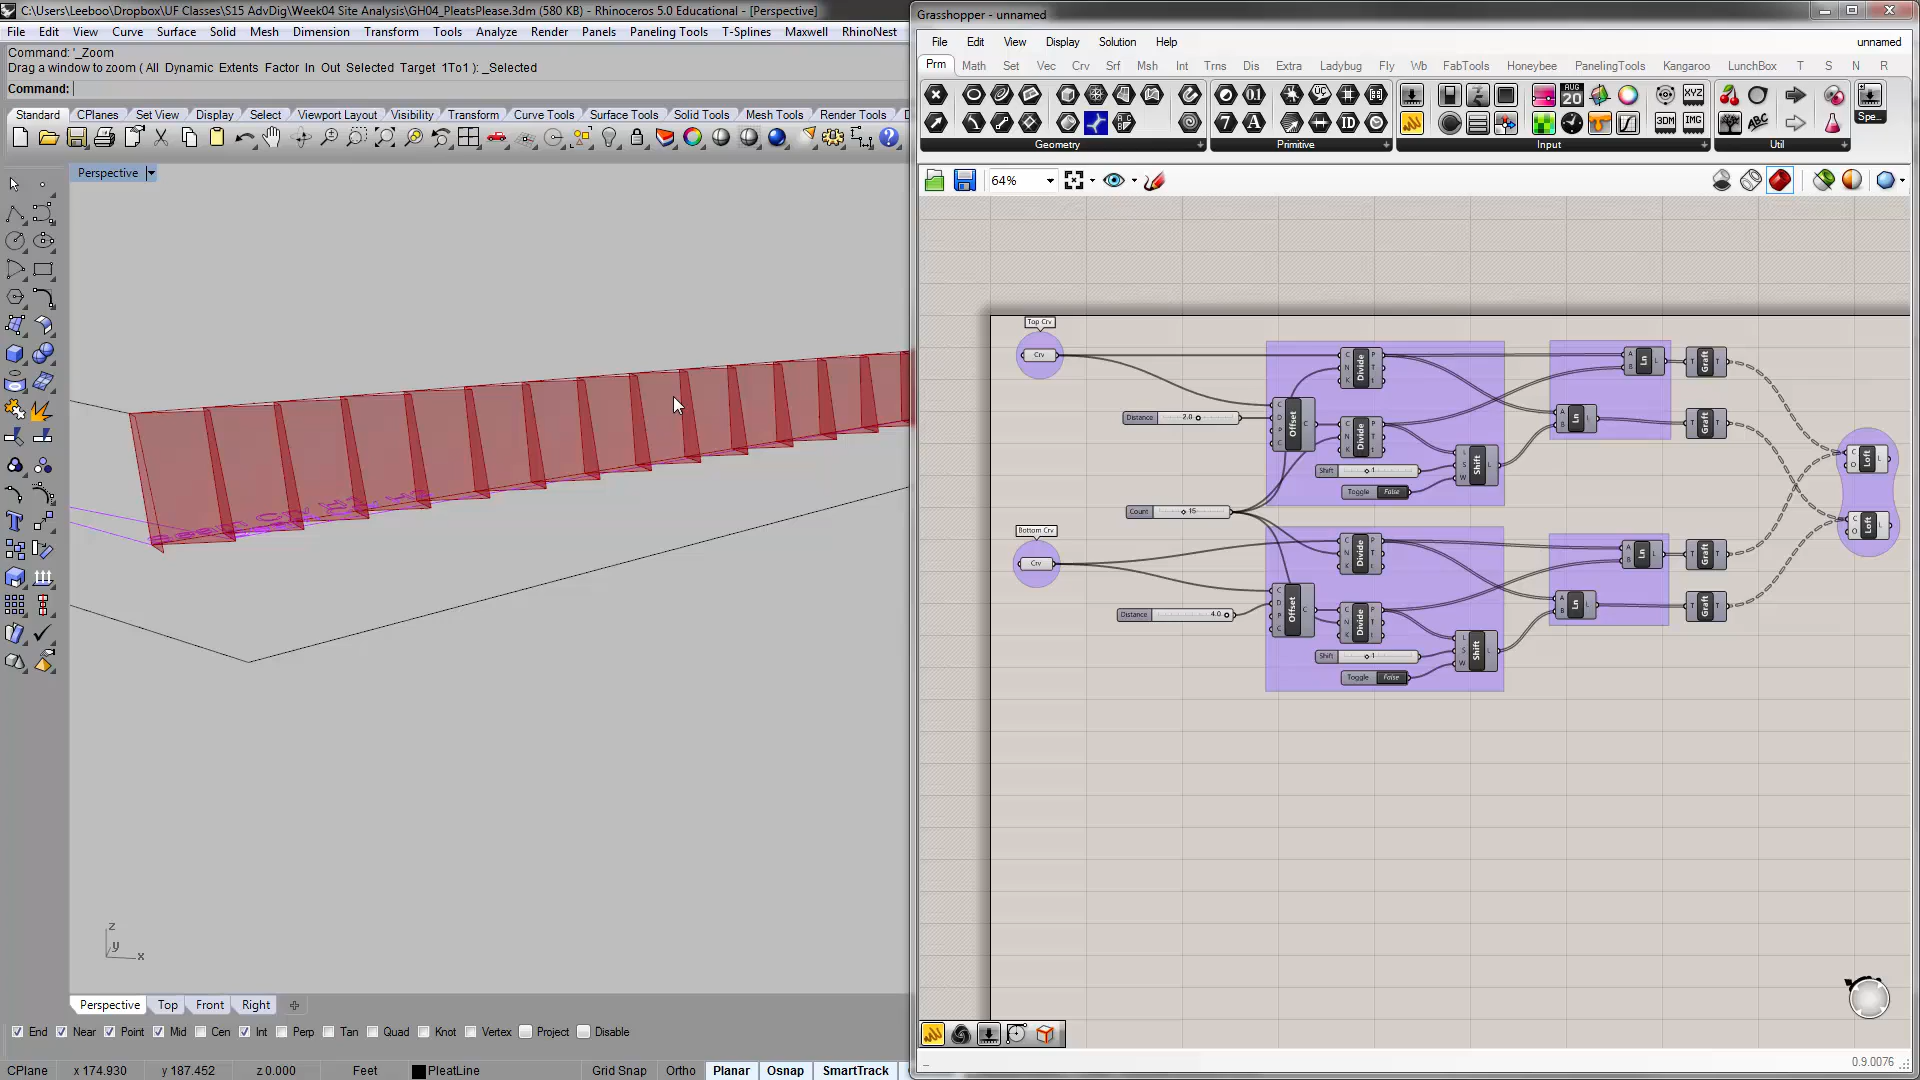 C:\Users\Leeboo\Dropbox\UF Classes\S15 AdvDig\Week04 Site Analysis\GH04_PleatsPlease.3dm (580 KB) - Rhinoceros 5.0 Educational - [Perspective]
File Edit View Curve Surface Solid Mesh Dimension Transform Tools Analyze Render Panels Paneling Tools T-Splines Maxwell RhinoNest
Command: '_Zoom
Drag a window to zoom ( All Dynamic Extents Factor In Out Selected Target 1To1 ): _Selected
Command:
Standard CPlanes Set View Display Select Viewport Layout Visibility Transform Curve Tools Surface Tools Solid Tools Mesh Tools Render Tools D
Perspective
z
y
x
Perspective Top Front Right
End Near Point Mid Cen Int Perp Tan Quad Knot Vertex Project Disable
CPlane x 174.930 y 187.452 z 0.000 Feet PleatLine Grid Snap Ortho Planar Osnap SmartTrack
Grasshopper - unnamed
File Edit View Display Solution Help unnamed
Prm Math Set Vec Crv Srf Msh Int Trns Dis Extra Ladybug Fly Wb FabTools Honeybee PanelingTools Kangaroo LunchBox T S N R
Geometry Primitive Input Util
Spe...
64%
Top Crv
Crv
Distance 2.0
Offset
Divide
Divide
Shift 1
Toggle False
Shift
Ln
Ln
Graft
Graft
Loft
Loft
Count 15
Bottom Crv
Crv
Distance 4.0
Offset
Divide
Divide
Shift 1
Toggle False
Shift
Ln
Ln
Graft
Graft
0.9.0076